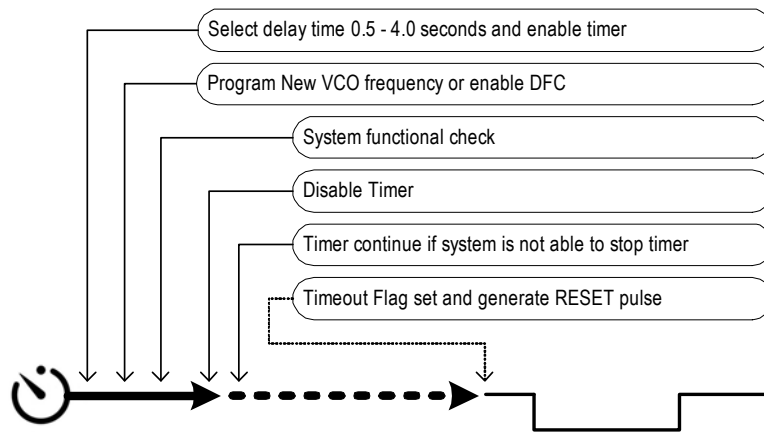 Select delay time 0.5 - 4.0 seconds and enable timer
Program New VCO frequency or enable DFC
System functional check
Disable Timer
Timer continue if system is not able to stop timer
Timeout Flag set and generate RESET pulse